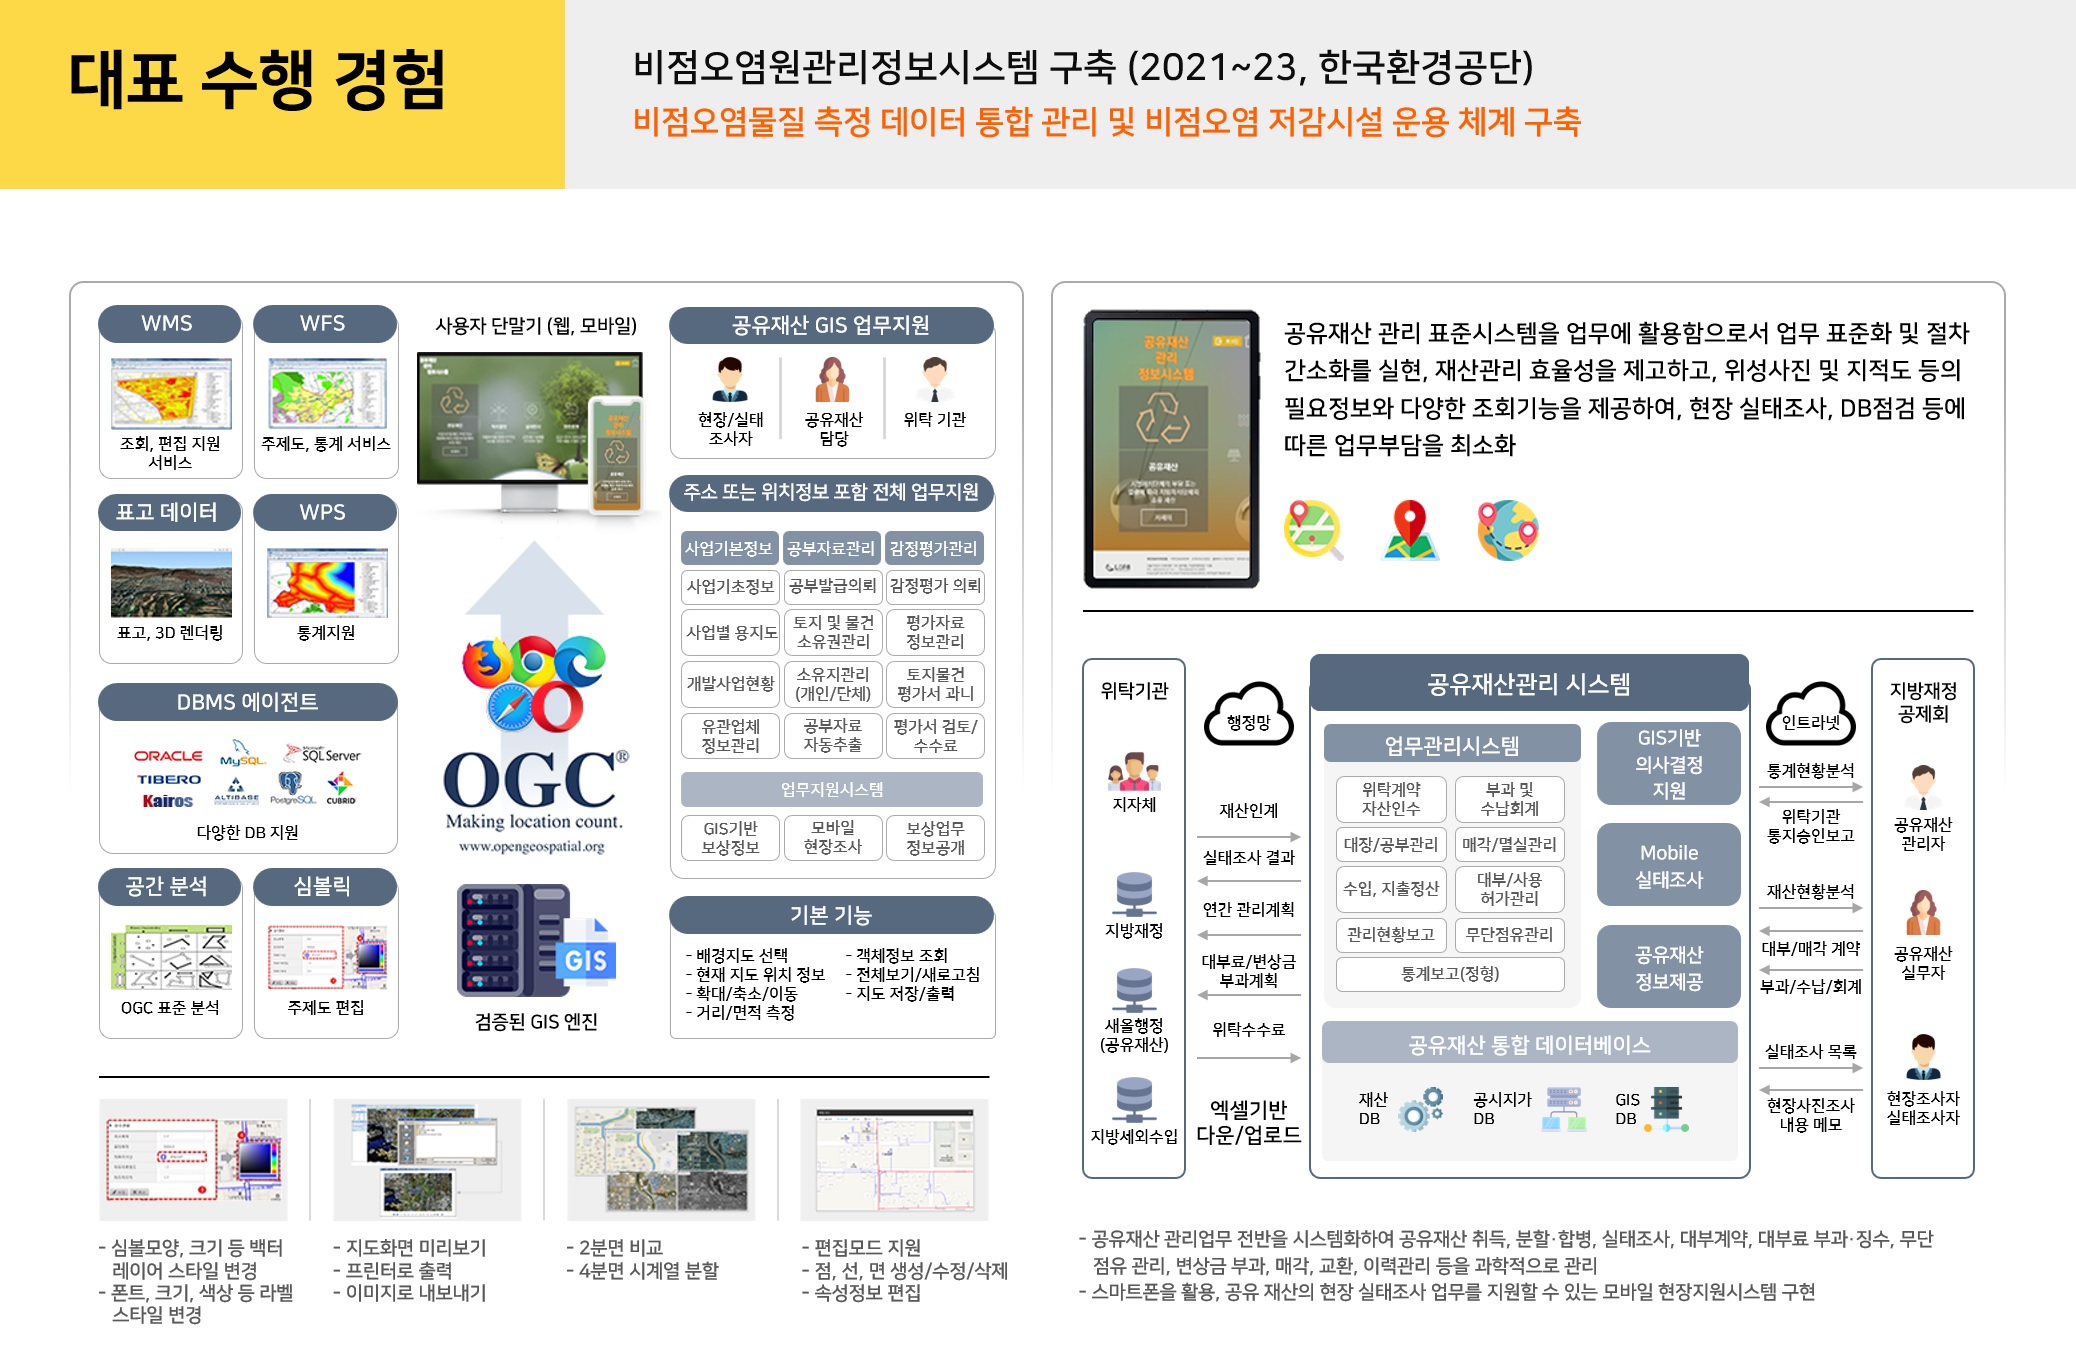 대표 수행 경험
비점오염원관리정보시스템 구축 (2021~23, 한국환경공단)
비점오염물질 측정 데이터 통합 관리 및 비점오염 저감시설 운용 체계 구축
WMS
조회, 편집 지원
서비스
WFS
주제도, 통계 서비스
표고 데이터
표고, 3D 렌더링
WPS
통계지원
DBMS 에이전트
ORACLE
MySQL
Microsoft
SQL Server
TIBERO
Kairos
ALTIBASE
PostgreSQL
CUBRID
다양한 DB 지원
공간 분석
OGC 표준 분석
심볼릭
주제도 편집
사용자 단말기 (웹, 모바일)
OGC®
Making location count.
www.opengeospatial.org
GIS
검증된 GIS 엔진
공유재산 GIS 업무지원
현장/실태
조사자
공유재산
담당
위탁 기관
주소 또는 위치정보 포함 전체 업무지원
사업기본정보 공부자료관리 감정평가관리
사업기초정보 공부발급의뢰 감정평가 의뢰
사업별 용지도
토지 및 물건
소유권관리
평가자료
정보관리
개발사업현황
소유지관리
(개인/단체)
토지물건
평가서 과니
유관업체
정보관리
공부자료
자동추출
평가서 검토/
수수료
업무지원시스템
GIS기반
보상정보
모바일
현장조사
보상업무
정보공개
기본 기능
- 배경지도 선택
- 현재 지도 위치 정보
- 확대/축소/이동
- 거리/면적 측정
- 객체정보 조회
- 전체보기/새로고침
- 지도 저장/출력
- 심볼모양, 크기 등 백터
레이어 스타일 변경
- 폰트, 크기, 색상 등 라벨
스타일 변경
- 지도화면 미리보기
- 프린터로 출력
- 이미지로 내보내기
- 2분면 비교
- 4분면 시계열 분할
- 편집모드 지원
- 점, 선, 면 생성/수정/삭제
- 속성정보 편집
공유재산
관리
정보시스템
공유재산
공유재산 관리 표준시스템을 업무에 활용함으로서 업무 표준화 및 절차
간소화를 실현, 재산관리 효율성을 제고하고, 위성사진 및 지적도 등의
필요정보와 다양한 조회기능을 제공하여, 현장 실태조사, DB점검 등에
따른 업무부담을 최소화
위탁기관
지자체
지방재정
새올행정
(공유재산)
지방세외수입
행정망
재산인계
실태조사 결과
연간 관리계획
대부료/변상금
부과계획
위탁수수료
엑셀기반
다운/업로드
공유재산관리 시스템
업무관리시스템
위탁계약
자산인수
부과 및
수납회계
대장/공부관리
매각/멸실관리
수입, 지출정산
대부/사용
허가관리
관리현황보고
무단점유관리
통계보고(정형)
GIS기반
의사결정
지원
Mobile
실태조사
공유재산
정보제공
공유재산 통합 데이터베이스
재산
DB
공시지가
DB
GIS
DB
인트라넷
통계현황분석
위탁기관
통지승인보고
재산현황분석
대부/매각 계약
부과/수납/회계
실태조사 목록
현장사진조사
내용 메모
지방재정
공제회
공유재산
관리자
공유재산
실무자
현장조사자
실태조사자
- 공유재산 관리업무 전반을 시스템화하여 공유재산 취득, 분할·합병, 실태조사, 대부계약, 대부료 부과·징수, 무단
점유 관리, 변상금 부과, 매각, 교환, 이력관리 등을 과학적으로 관리
- 스마트폰을 활용, 공유 재산의 현장 실태조사 업무를 지원할 수 있는 모바일 현장지원시스템 구현